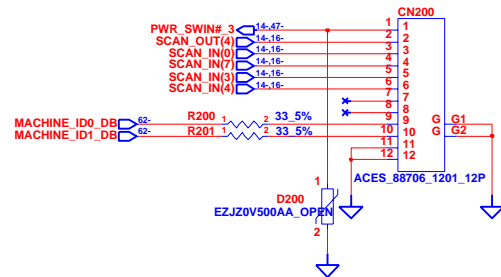 CN200
PWR_SWIN#_3 14-,47- 1 1
SCAN_OUT(4) 14-,16- 2 2
SCAN_IN(0) 14-,16- 3 3
SCAN_IN(7) 14-,16- 4 4
SCAN_IN(3) 14-,16- 5 5
SCAN_IN(4) 14-,16- 6 6
7 7
8 8
MACHINE_ID0_DB 62- R200 1 2 33_5% 9 9 G G1
MACHINE_ID1_DB 62- R201 1 2 33_5% 10 10 G G2
11 11
12 12
ACES_88706_1201_12P
1
D200
EZJZ0V500AA_OPEN
2